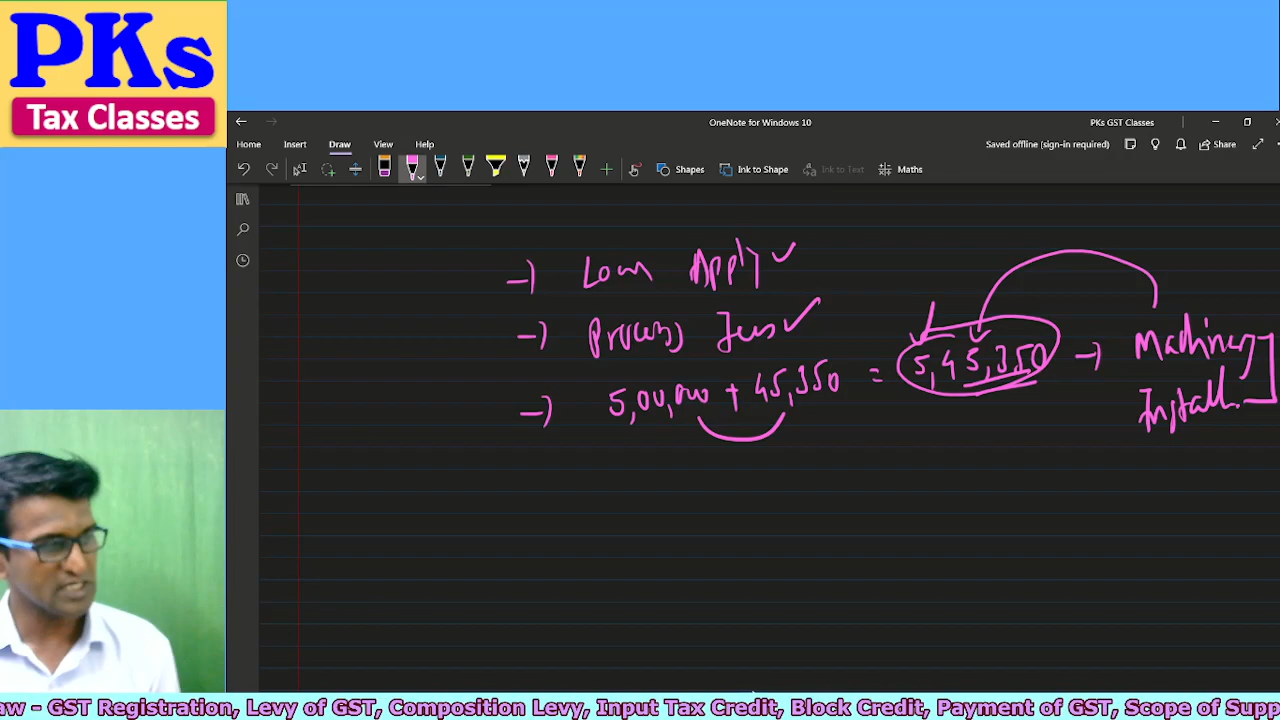 PKs
Tax Classes
OneNote for Windows 10
PKs GST Classes
Home Insert Draw View Help
Saved offline (sign-in required)
Share
Shapes
Ink to Shape
Ink to Text
Maths
→ Loan Apply ✓
→ Process Fees ✓
→ 5,00,000 + 45,350 = 5,45,350 → Machinery
Install.
aw - GST Registration, Levy of GST, Composition Levy, Input Tax Credit, Block Credit, Payment of GST, Scope of Supp